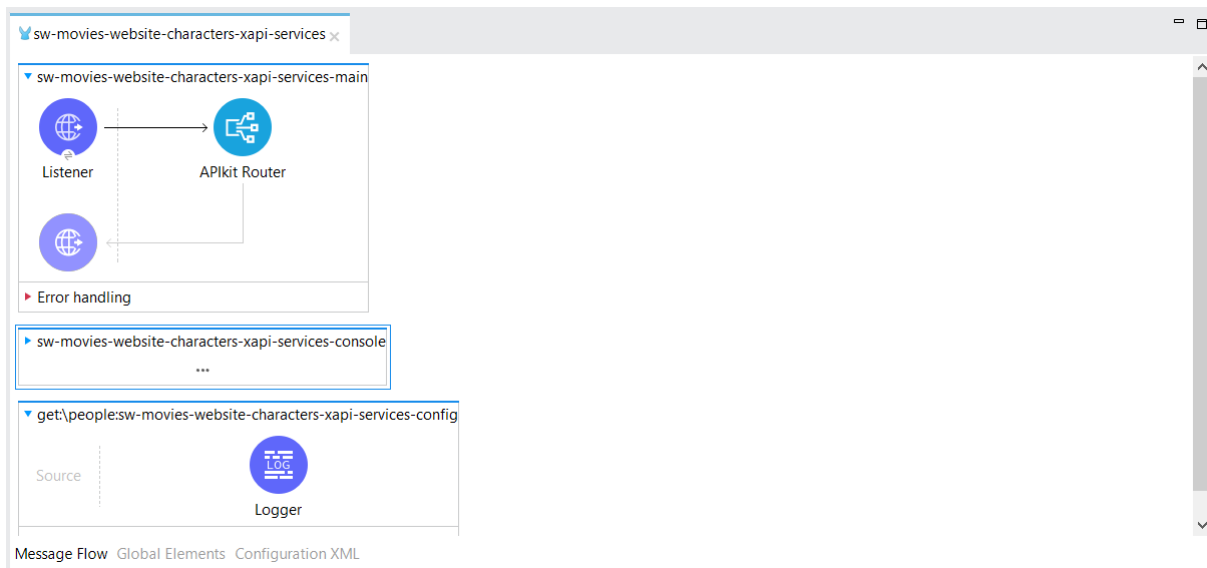 sw-movies-website-characters-xapi-services
sw-movies-website-characters-xapi-services-main
Listener
APIkit Router
Error handling
sw-movies-website-characters-xapi-services-console
...
get:\people:sw-movies-website-characters-xapi-services-config
Source
LOG
Logger
Message Flow Global Elements Configuration XML